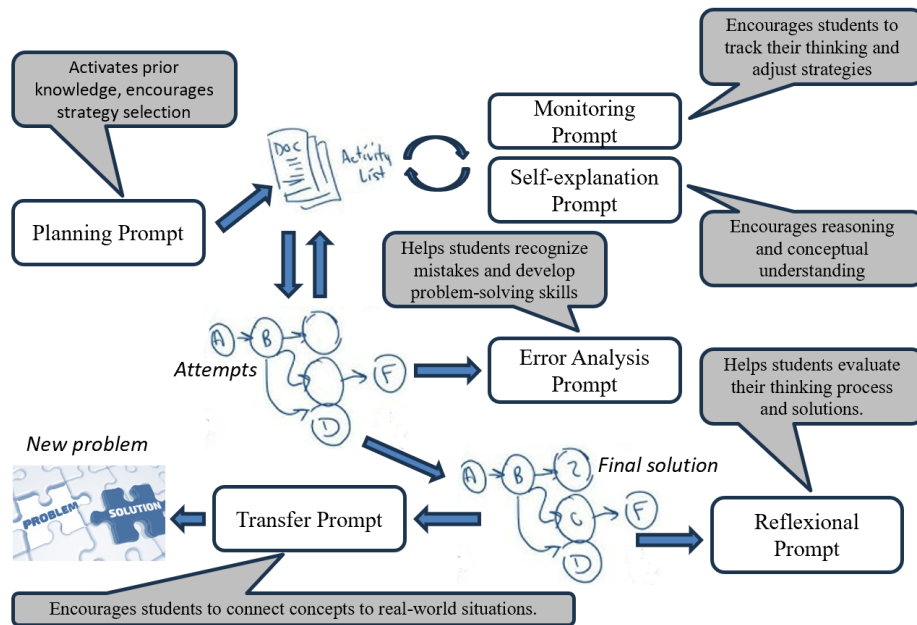 Activates prior
knowledge, encourages
strategy selection
Encourages students to
track their thinking and
adjust strategies
Monitoring
Prompt
DOC
Activity
List
Self-explanation
Prompt
Planning Prompt
Encourages reasoning
and conceptual
understanding
Helps students recognize
mistakes and develop
problem-solving skills
A
B
F
D
Attempts
Error Analysis
Prompt
Helps students evaluate
their thinking process
and solutions.
New problem
PROBLEM
SOLUTION
Transfer Prompt
A
B
2
C
F
D
Final solution
Reflexional
Prompt
Encourages students to connect concepts to real-world situations.